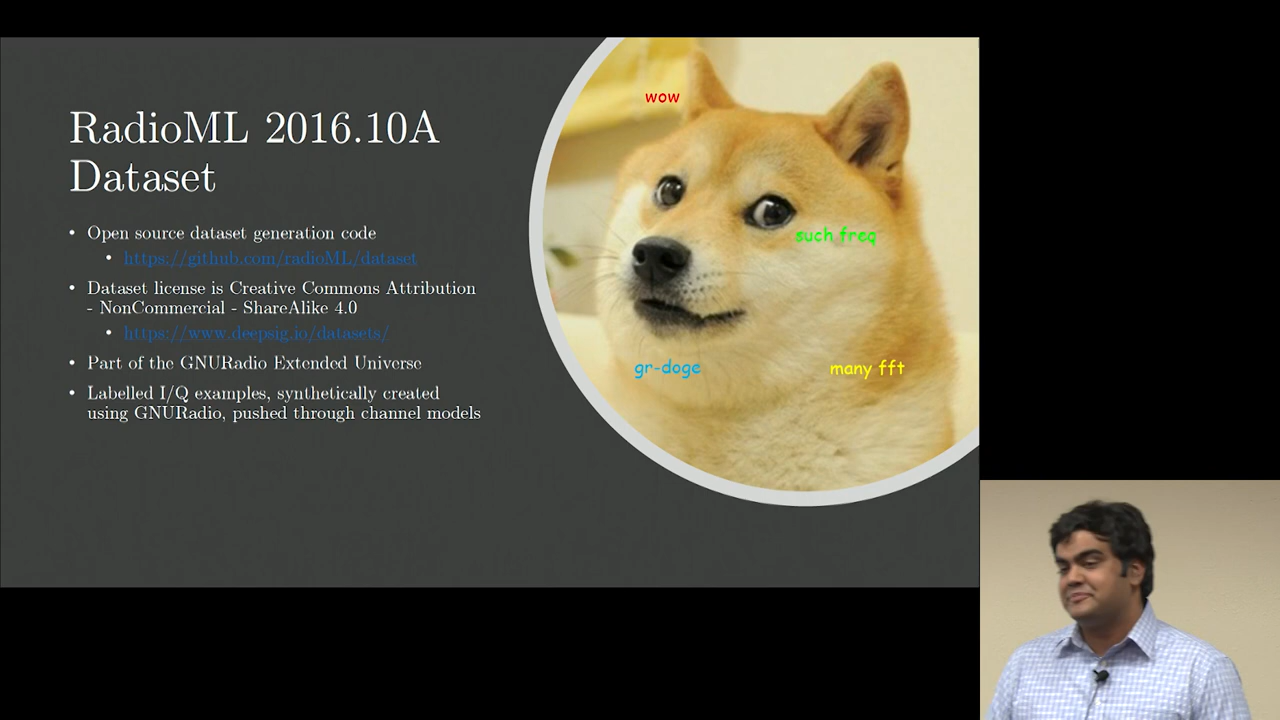 RadioML 2016.10A
Dataset
• Open source dataset generation code
• https://github.com/radioML/dataset
• Dataset license is Creative Commons Attribution
- NonCommercial - ShareAlike 4.0
• https://www.deepsig.io/datasets/
• Part of the GNURadio Extended Universe
• Labelled I/Q examples, synthetically created
using GNURadio, pushed through channel models
wow
such freq
gr-doge
many fft